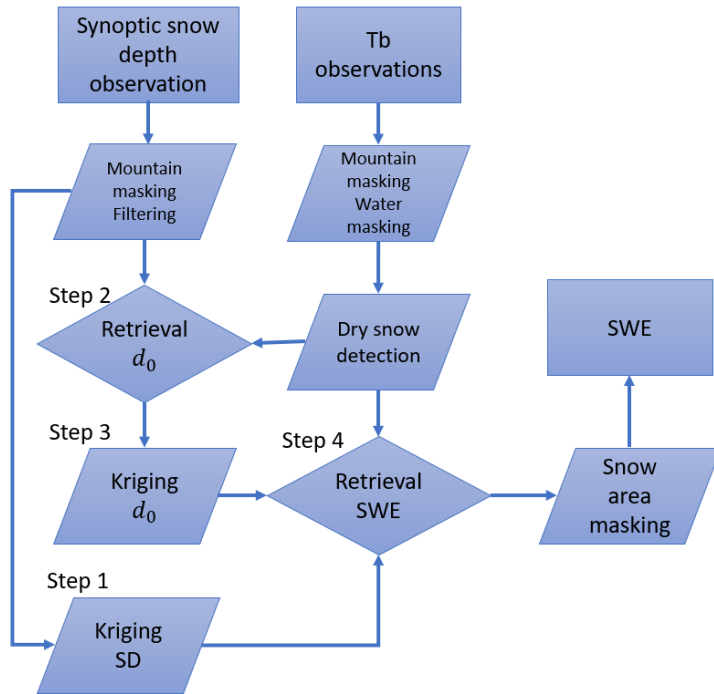 Synoptic snow
depth
observation
Tb
observations
Mountain
masking
Filtering
Mountain
masking
Water
masking
Step 2
Retrieval
d₀
Dry snow
detection
SWE
Step 3
Kriging
d₀
Step 4
Retrieval
SWE
Snow
area
masking
Step 1
Kriging
SD